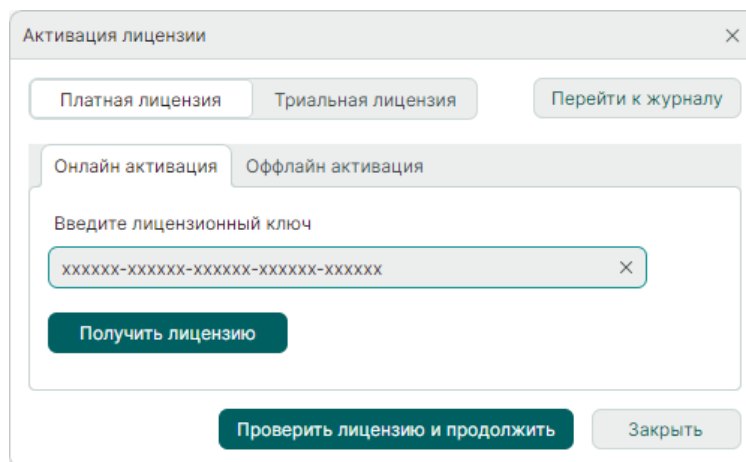 Активация лицензии
Платная лицензия Триальная лицензия Перейти к журналу
Онлайн активация Оффлайн активация
Введите лицензионный ключ
xxxxxx-xxxxxx-xxxxxx-xxxxxx-xxxxxx
Получить лицензию
Проверить лицензию и продолжить Закрыть